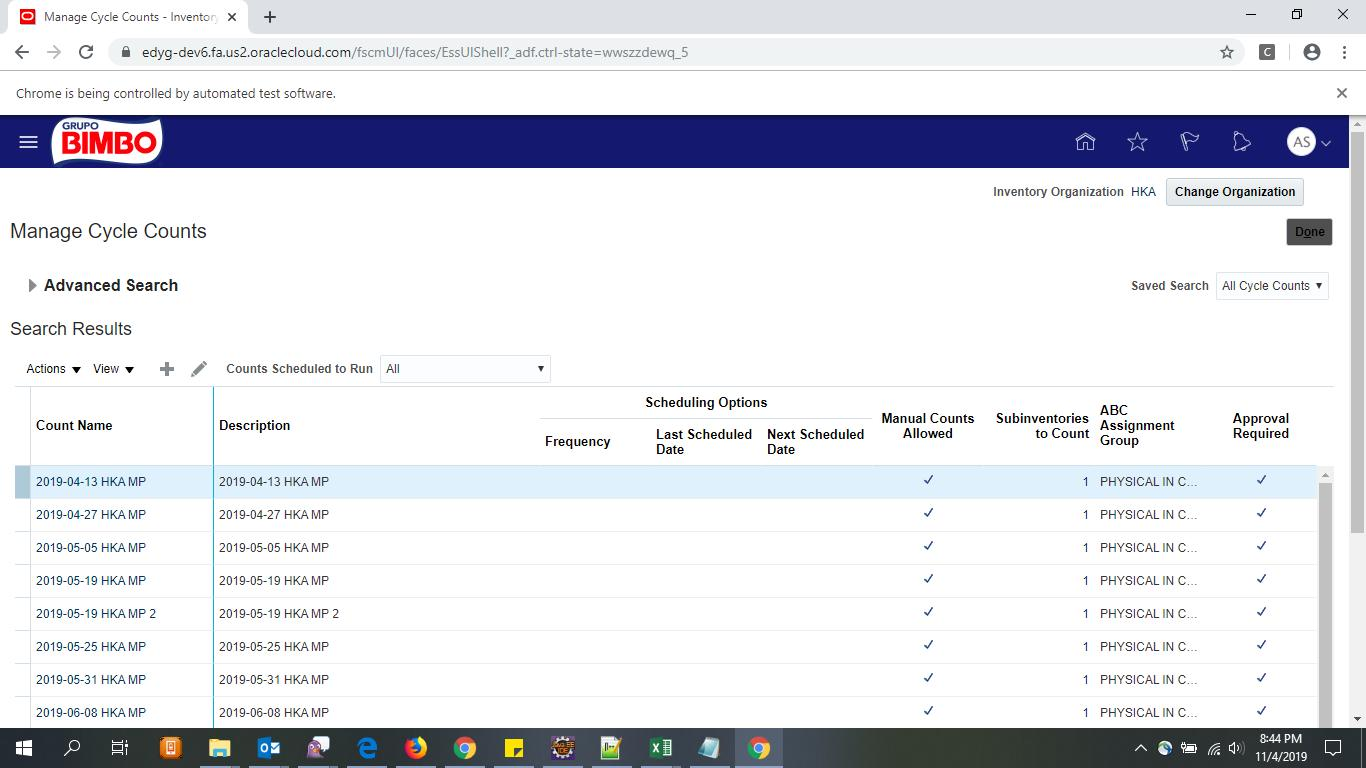 Manage Cycle Counts - Inventory
edyg-dev6.fa.us2.oraclecloud.com/fscmUI/faces/EssUIShell?_adf.ctrl-state=wwszzdewq_5
C
Chrome is being controlled by automated test software.
GRUPO
BIMBO
AS
Inventory Organization HKA Change Organization
Manage Cycle Counts
Done
Advanced Search
Saved Search All Cycle Counts
Search Results
Actions View Counts Scheduled to Run All
Count Name
Description
Scheduling Options
Frequency
Last Scheduled
Date
Next Scheduled
Date
Manual Counts
Allowed
Subinventories
to Count
ABC
Assignment
Group
Approval
Required
2019-04-13 HKA MP 2019-04-13 HKA MP ✓ 1 PHYSICAL IN C... ✓
2019-04-27 HKA MP 2019-04-27 HKA MP ✓ 1 PHYSICAL IN C... ✓
2019-05-05 HKA MP 2019-05-05 HKA MP ✓ 1 PHYSICAL IN C... ✓
2019-05-19 HKA MP 2019-05-19 HKA MP ✓ 1 PHYSICAL IN C... ✓
2019-05-19 HKA MP 2 2019-05-19 HKA MP 2 ✓ 1 PHYSICAL IN C... ✓
2019-05-25 HKA MP 2019-05-25 HKA MP ✓ 1 PHYSICAL IN C... ✓
2019-05-31 HKA MP 2019-05-31 HKA MP ✓ 1 PHYSICAL IN C... ✓
2019-06-08 HKA MP 2019-06-08 HKA MP ✓ 1 PHYSICAL IN C... ✓
8:44 PM
11/4/2019